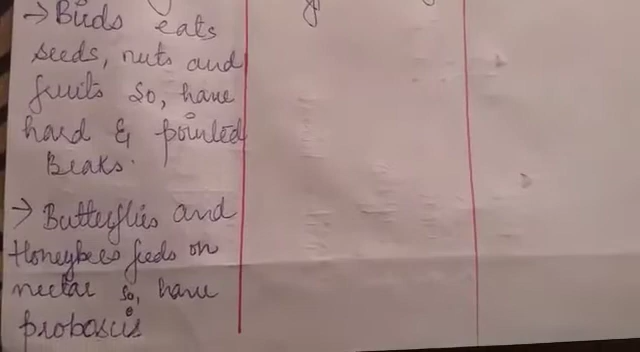 → Birds eats
seeds, nuts and
fruits so, have
hard & pointed
Beaks.
→ Butterflies and
Honeybees feeds on
nectar so, have
proboscis